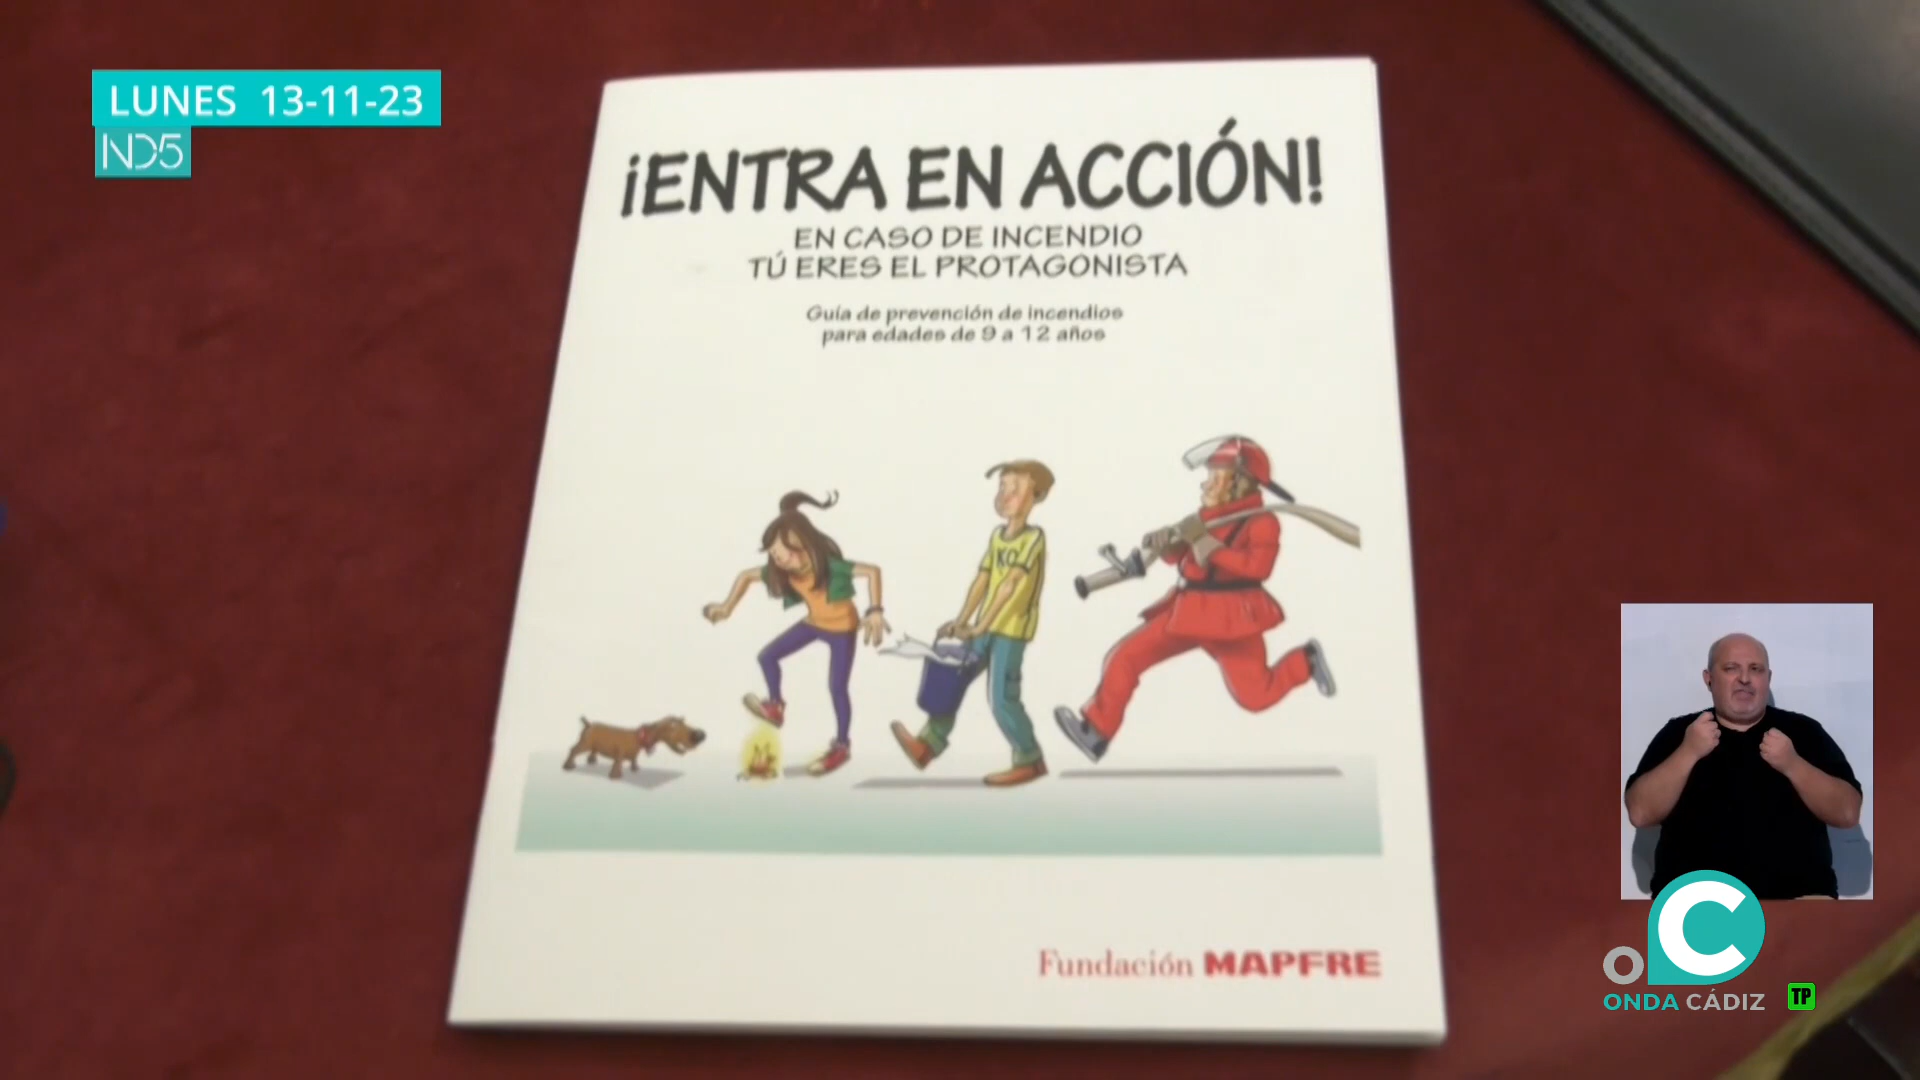 LUNES 13-11-23
ND5
¡ENTRA EN ACCIÓN!
EN CASO DE INCENDIO
TÚ ERES EL PROTAGONISTA
Guía de prevención de incendios
para edades de 9 a 12 años
KO
Fundación MAPFRE
ONDA CÁDIZ
TP